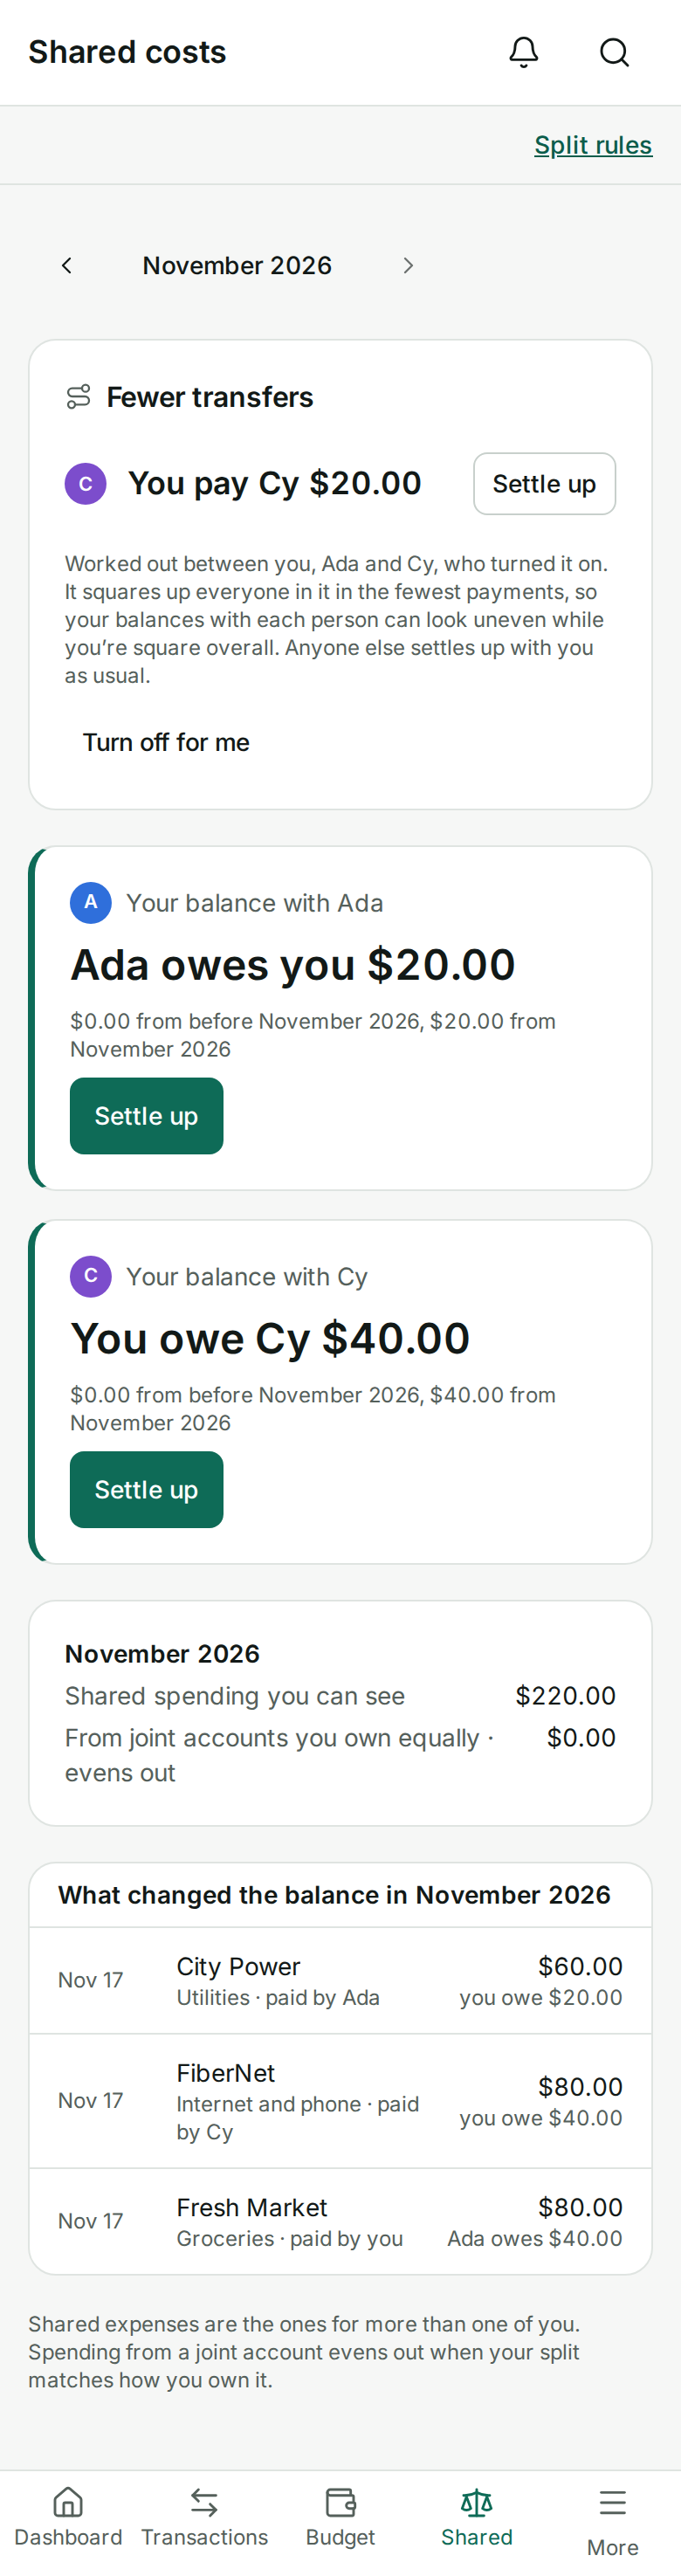 Shared costs
Split rules
November 2026
Fewer transfers
C
You pay Cy $20.00
Settle up
Worked out between you, Ada and Cy, who turned it on.
It squares up everyone in it in the fewest payments, so
your balances with each person can look uneven while
you’re square overall. Anyone else settles up with you
as usual.
Turn off for me
A
Your balance with Ada
Ada owes you $20.00
$0.00 from before November 2026, $20.00 from
November 2026
Settle up
C
Your balance with Cy
You owe Cy $40.00
$0.00 from before November 2026, $40.00 from
November 2026
Settle up
November 2026
Shared spending you can see $220.00
From joint accounts you own equally · $0.00
evens out
What changed the balance in November 2026
Nov 17
City Power
Utilities · paid by Ada
$60.00
you owe $20.00
Nov 17
FiberNet
Internet and phone · paid
by Cy
$80.00
you owe $40.00
Nov 17
Fresh Market
Groceries · paid by you
$80.00
Ada owes $40.00
Shared expenses are the ones for more than one of you.
Spending from a joint account evens out when your split
matches how you own it.
Dashboard
Transactions
Budget
Shared
More